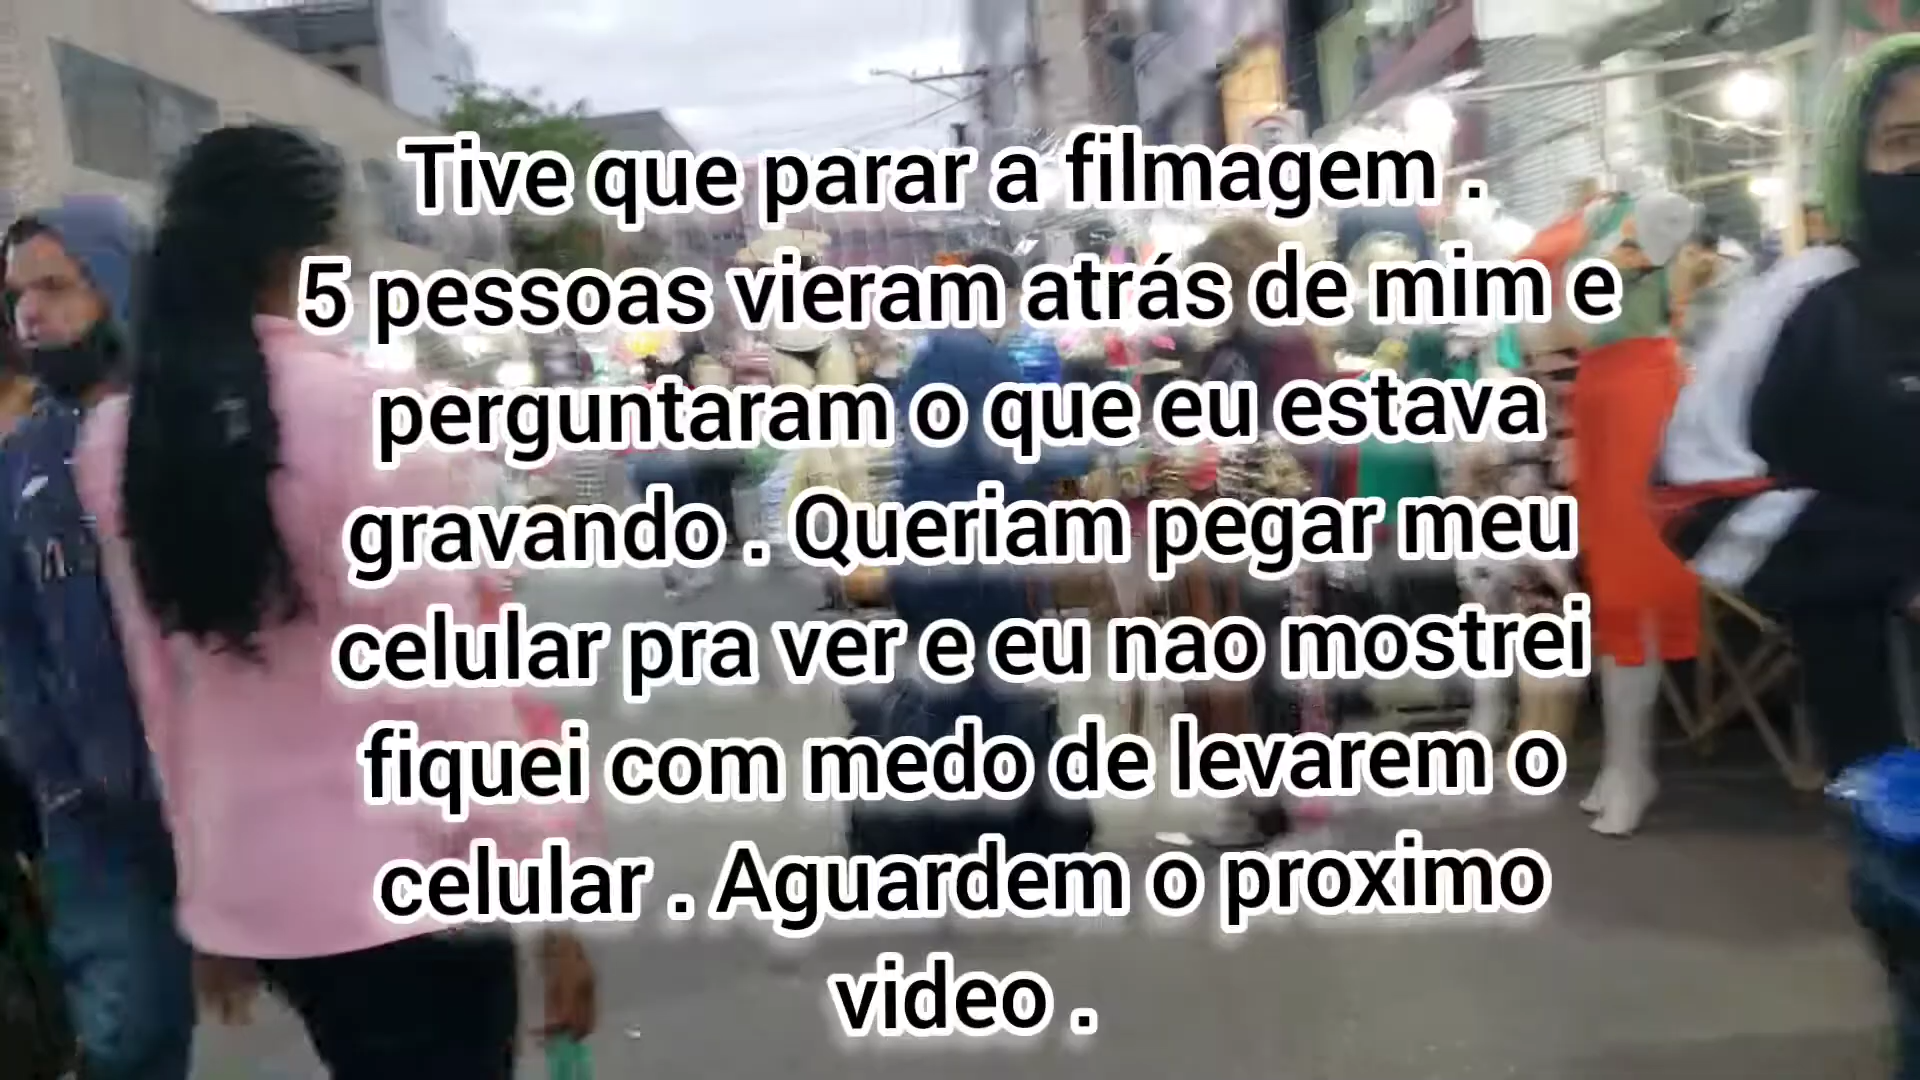 Tive que parar a filmagem .
5 pessoas vieram atrás de mim e
perguntaram o que eu estava
gravando . Queriam pegar meu
celular pra ver e eu nao mostrei
fiquei com medo de levarem o
celular . Aguardem o proximo
video .